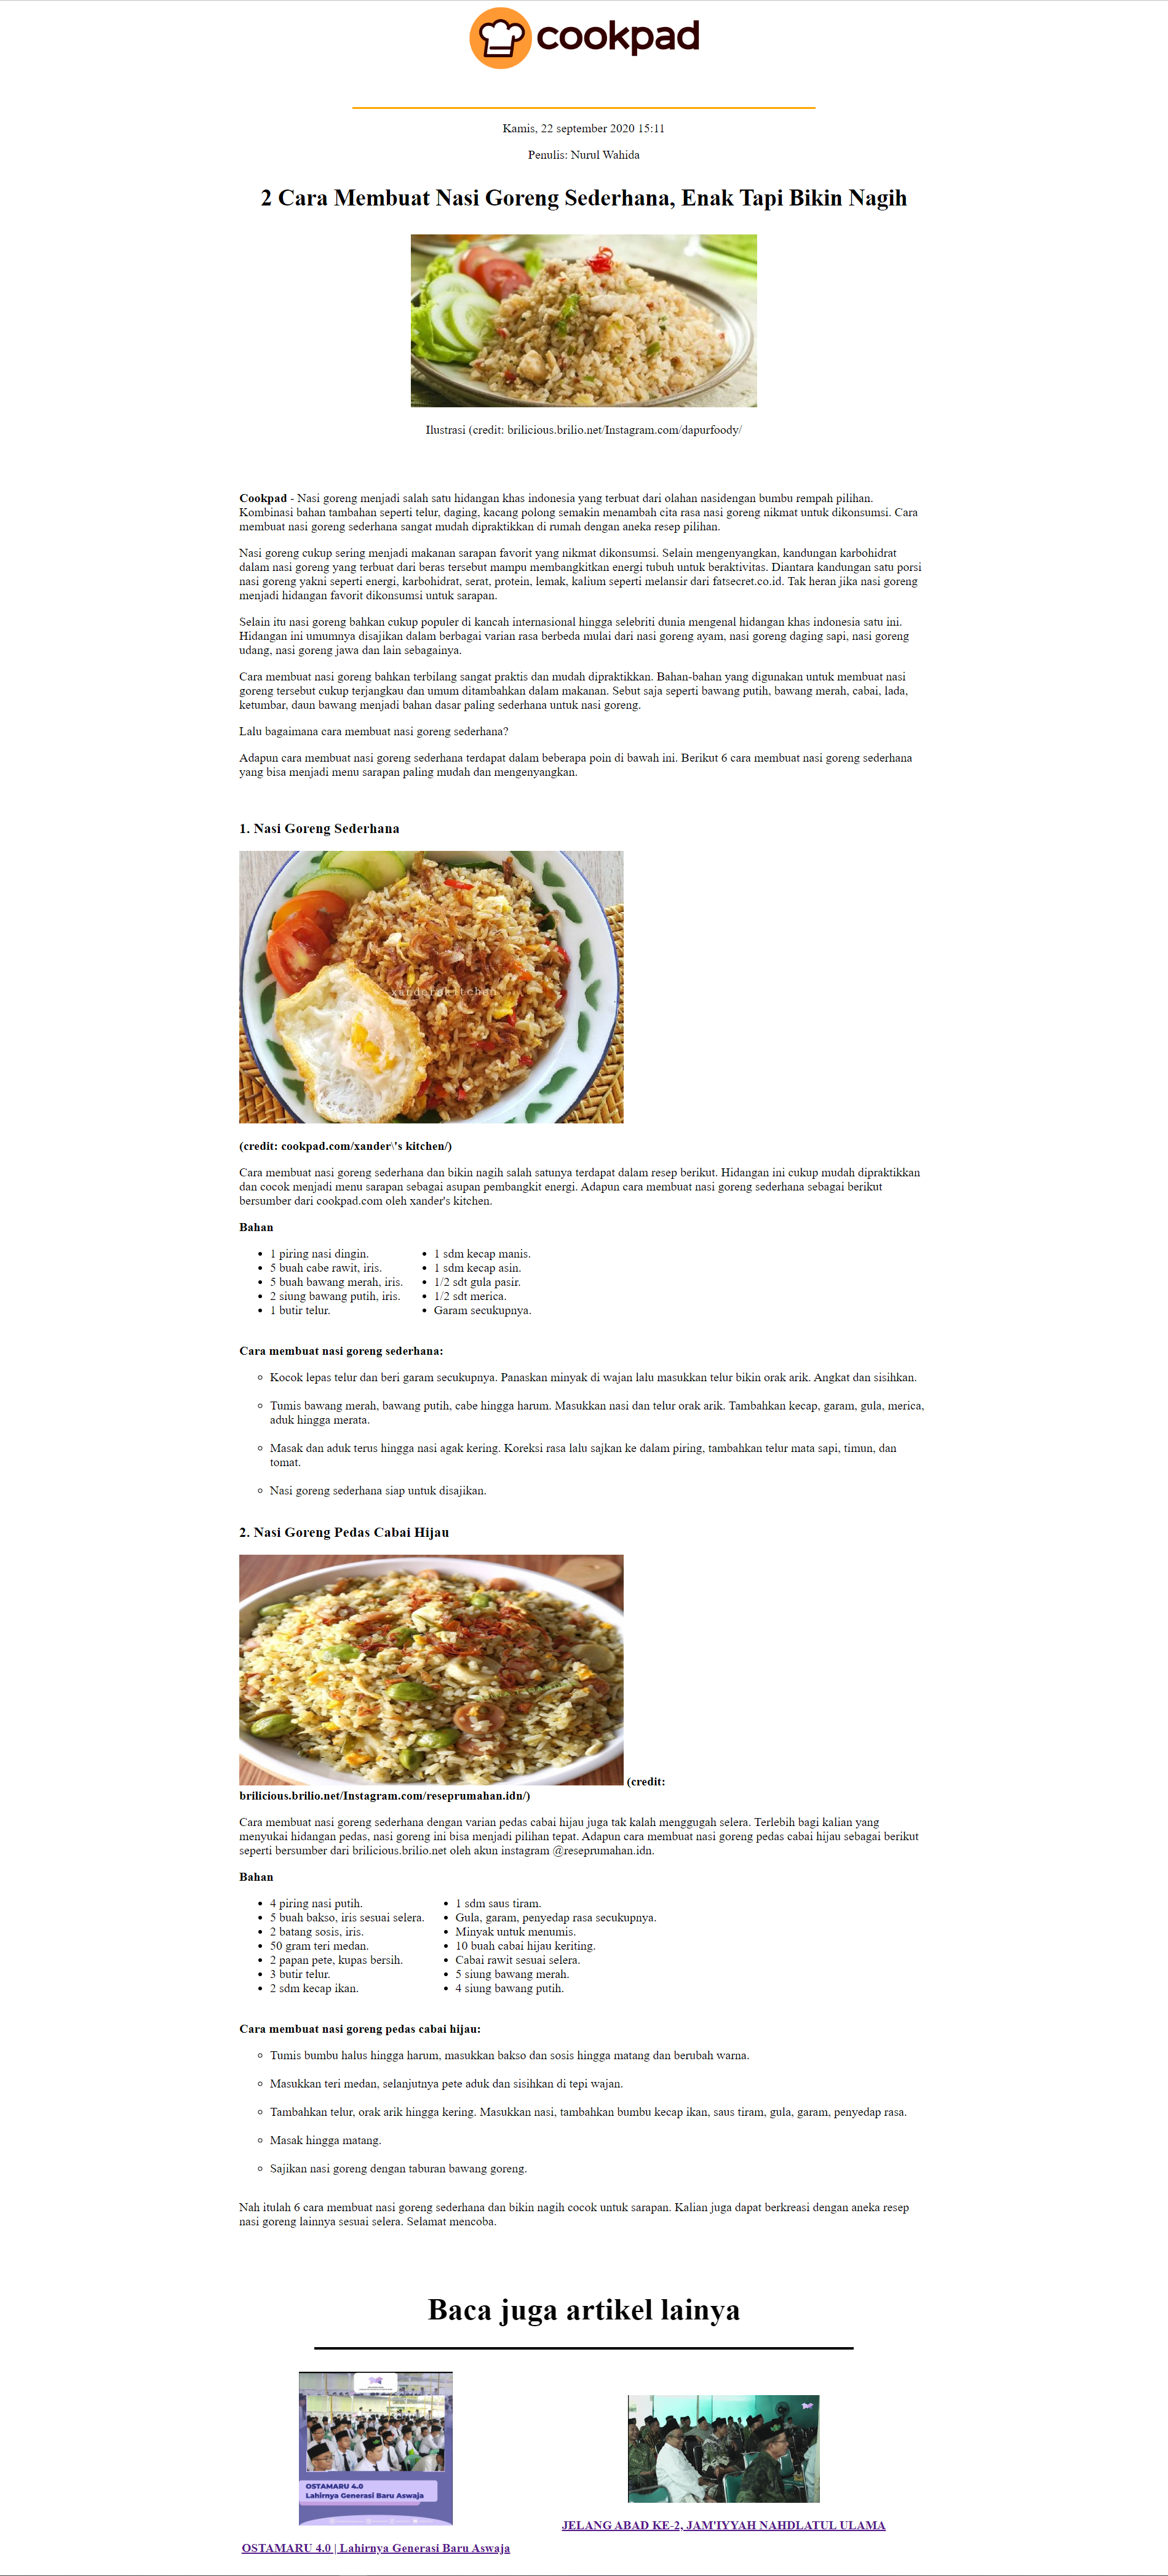 cookpad
Kamis, 22 september 2020 15:11
Penulis: Nurul Wahida
2 Cara Membuat Nasi Goreng Sederhana, Enak Tapi Bikin Nagih
Ilustrasi (credit: brilicious.brilio.net/Instagram.com/dapurfoody/
Cookpad - Nasi goreng menjadi salah satu hidangan khas indonesia yang terbuat dari olahan nasidengan bumbu rempah pilihan.
Kombinasi bahan tambahan seperti telur, daging, kacang polong semakin menambah cita rasa nasi goreng nikmat untuk dikonsumsi. Cara
membuat nasi goreng sederhana sangat mudah dipraktikkan di rumah dengan aneka resep pilihan.
Nasi goreng cukup sering menjadi makanan sarapan favorit yang nikmat dikonsumsi. Selain mengenyangkan, kandungan karbohidrat
dalam nasi goreng yang terbuat dari beras tersebut mampu membangkitkan energi tubuh untuk beraktivitas. Diantara kandungan satu porsi
nasi goreng yakni seperti energi, karbohidrat, serat, protein, lemak, kalium seperti melansir dari fatsecret.co.id. Tak heran jika nasi goreng
menjadi hidangan favorit dikonsumsi untuk sarapan.
Selain itu nasi goreng bahkan cukup populer di kancah internasional hingga selebriti dunia mengenal hidangan khas indonesia satu ini.
Hidangan ini umumnya disajikan dalam berbagai varian rasa berbeda mulai dari nasi goreng ayam, nasi goreng daging sapi, nasi goreng
udang, nasi goreng jawa dan lain sebagainya.
Cara membuat nasi goreng bahkan terbilang sangat praktis dan mudah dipraktikkan. Bahan-bahan yang digunakan untuk membuat nasi
goreng tersebut cukup terjangkau dan umum ditambahkan dalam makanan. Sebut saja seperti bawang putih, bawang merah, cabai, lada,
ketumbar, daun bawang menjadi bahan dasar paling sederhana untuk nasi goreng.
Lalu bagaimana cara membuat nasi goreng sederhana?
Adapun cara membuat nasi goreng sederhana terdapat dalam beberapa poin di bawah ini. Berikut 6 cara membuat nasi goreng sederhana
yang bisa menjadi menu sarapan paling mudah dan mengenyangkan.
1. Nasi Goreng Sederhana
xanderskitchen
(credit: cookpad.com/xander\'s kitchen/)
Cara membuat nasi goreng sederhana dan bikin nagih salah satunya terdapat dalam resep berikut. Hidangan ini cukup mudah dipraktikkan
dan cocok menjadi menu sarapan sebagai asupan pembangkit energi. Adapun cara membuat nasi goreng sederhana sebagai berikut
bersumber dari cookpad.com oleh xander's kitchen.
Bahan
• 1 piring nasi dingin.
• 5 buah cabe rawit, iris.
• 5 buah bawang merah, iris.
• 2 siung bawang putih, iris.
• 1 butir telur.
• 1 sdm kecap manis.
• 1 sdm kecap asin.
• 1/2 sdt gula pasir.
• 1/2 sdt merica.
• Garam secukupnya.
Cara membuat nasi goreng sederhana:
◦ Kocok lepas telur dan beri garam secukupnya. Panaskan minyak di wajan lalu masukkan telur bikin orak arik. Angkat dan sisihkan.
◦ Tumis bawang merah, bawang putih, cabe hingga harum. Masukkan nasi dan telur orak arik. Tambahkan kecap, garam, gula, merica,
aduk hingga merata.
◦ Masak dan aduk terus hingga nasi agak kering. Koreksi rasa lalu sajkan ke dalam piring, tambahkan telur mata sapi, timun, dan
tomat.
◦ Nasi goreng sederhana siap untuk disajikan.
2. Nasi Goreng Pedas Cabai Hijau
(credit:
brilicious.brilio.net/Instagram.com/reseprumahan.idn/)
Cara membuat nasi goreng sederhana dengan varian pedas cabai hijau juga tak kalah menggugah selera. Terlebih bagi kalian yang
menyukai hidangan pedas, nasi goreng ini bisa menjadi pilihan tepat. Adapun cara membuat nasi goreng pedas cabai hijau sebagai berikut
seperti bersumber dari brilicious.brilio.net oleh akun instagram @reseprumahan.idn.
Bahan
• 4 piring nasi putih.
• 5 buah bakso, iris sesuai selera.
• 2 batang sosis, iris.
• 50 gram teri medan.
• 2 papan pete, kupas bersih.
• 3 butir telur.
• 2 sdm kecap ikan.
• 1 sdm saus tiram.
• Gula, garam, penyedap rasa secukupnya.
• Minyak untuk menumis.
• 10 buah cabai hijau keriting.
• Cabai rawit sesuai selera.
• 5 siung bawang merah.
• 4 siung bawang putih.
Cara membuat nasi goreng pedas cabai hijau:
◦ Tumis bumbu halus hingga harum, masukkan bakso dan sosis hingga matang dan berubah warna.
◦ Masukkan teri medan, selanjutnya pete aduk dan sisihkan di tepi wajan.
◦ Tambahkan telur, orak arik hingga kering. Masukkan nasi, tambahkan bumbu kecap ikan, saus tiram, gula, garam, penyedap rasa.
◦ Masak hingga matang.
◦ Sajikan nasi goreng dengan taburan bawang goreng.
Nah itulah 6 cara membuat nasi goreng sederhana dan bikin nagih cocok untuk sarapan. Kalian juga dapat berkreasi dengan aneka resep
nasi goreng lainnya sesuai selera. Selamat mencoba.
Baca juga artikel lainya
OSTAMARU 4.0
Lahirnya Generasi Baru Aswaja
OSTAMARU 4.0 | Lahirnya Generasi Baru Aswaja
JELANG ABAD KE-2, JAM'IYYAH NAHDLATUL ULAMA